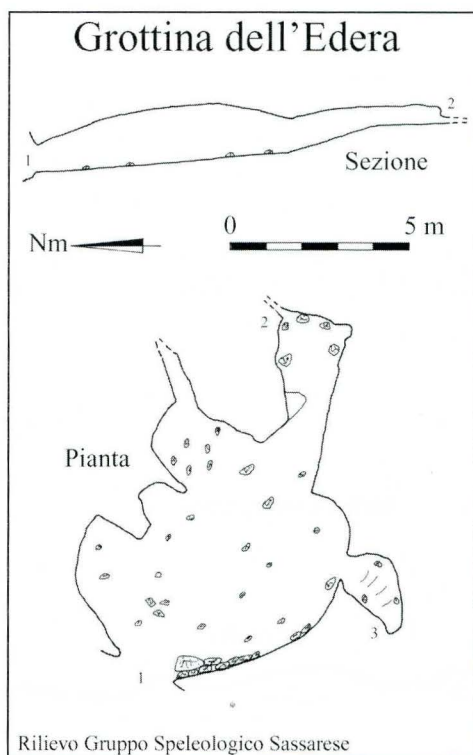 Grottina dell'Edera
2
1
Sezione
0 5 m
Nm
2
Pianta
3
1
Rilievo Gruppo Speleologico Sassarese